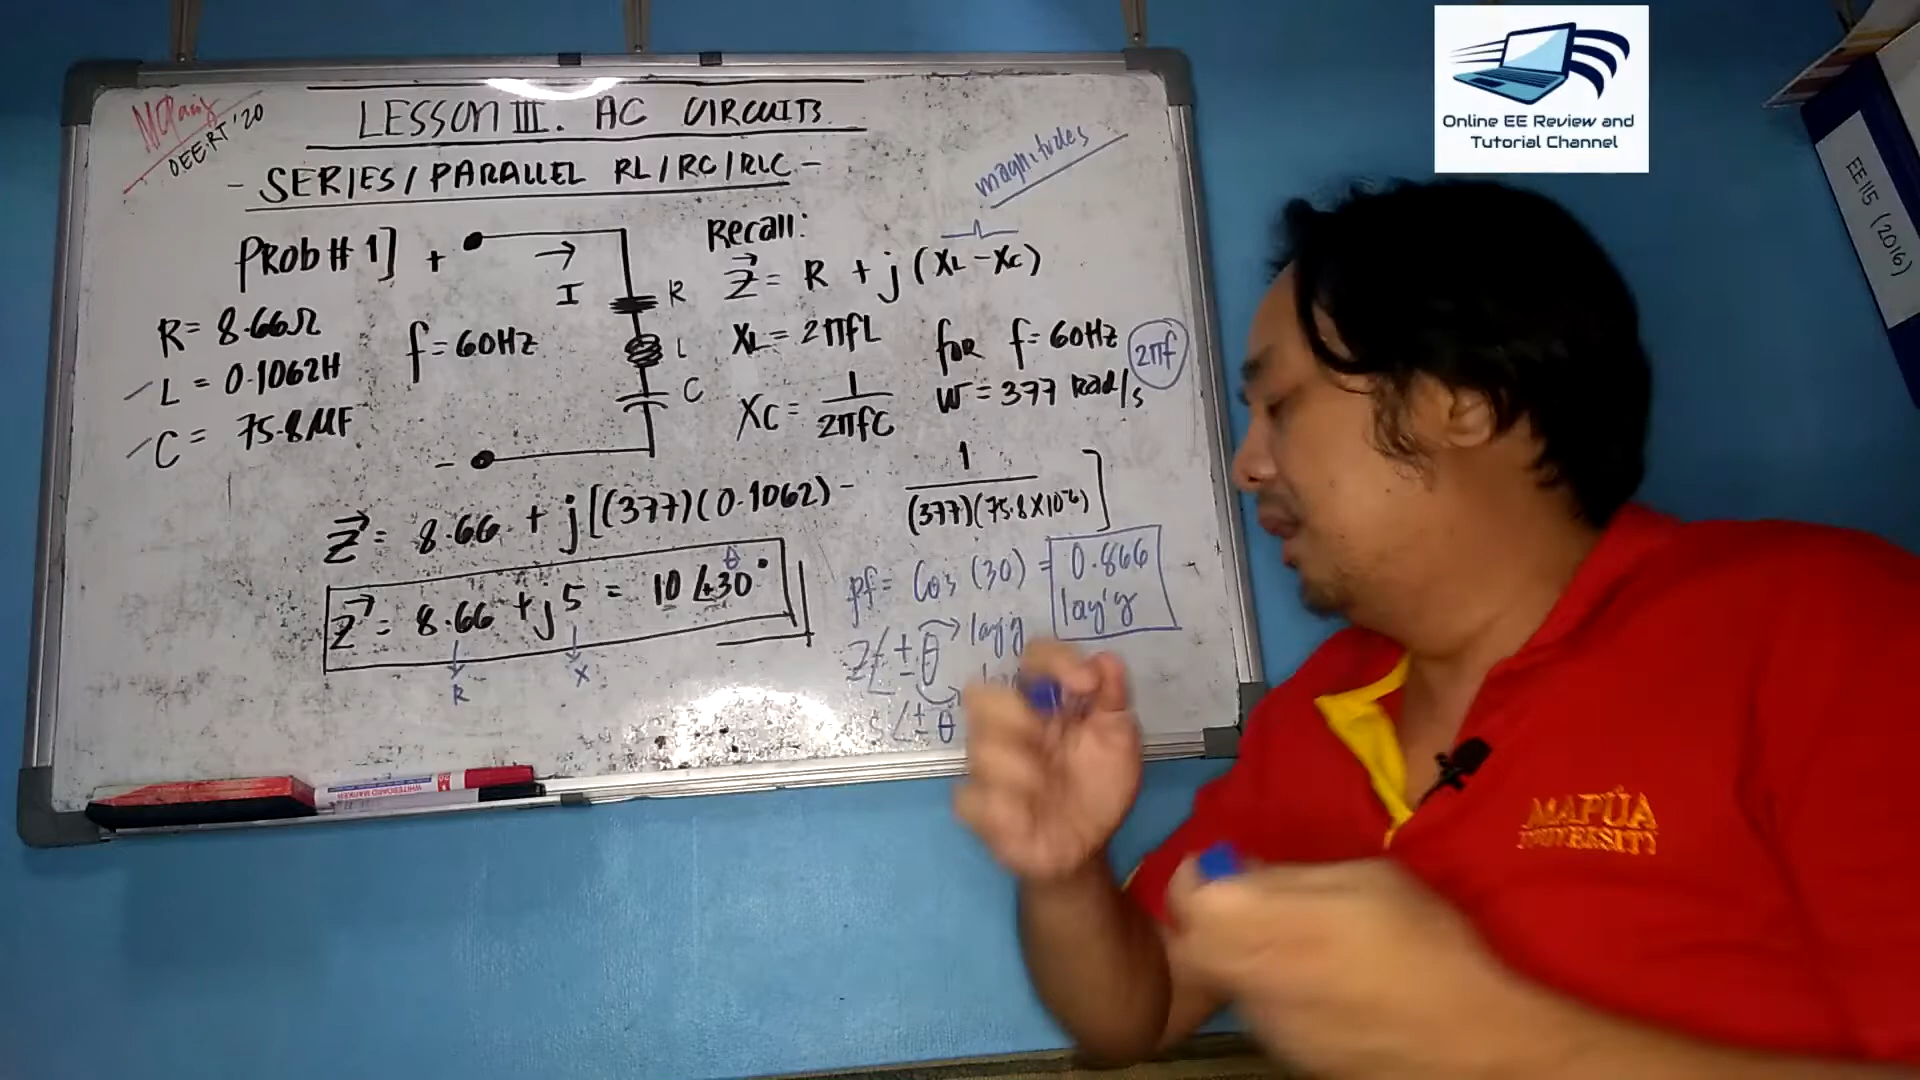 OEE-RT '20
LESSON III. AC CIRCUITS
- SERIES/PARALLEL RL/RC/RLC -
magnitudes
PROB # 1]
+
I
R
L
C
-
R = 8.66Ω
L = 0.1062H
C = 75.8μF
f = 60Hz
Recall:
Z = R + j (XL - XC)
XL = 2πfL
XC = 1/2πfC
for f = 60Hz
2πf
W = 377 rad/s
Z = 8.66 + j[(377)(0.1062) - 1/(377)(75.8x10^-6)]
θ
Z = 8.66 + j5 = 10∠+30°
R
X
pf = Cos (30) = 0.866
lag'g
Z∠±θ lag'g
S∠±θ
Online EE Review and
Tutorial Channel
EE115 (2016)
WHITEBOARD MARKER
MAPÚA
UNIVERSITY